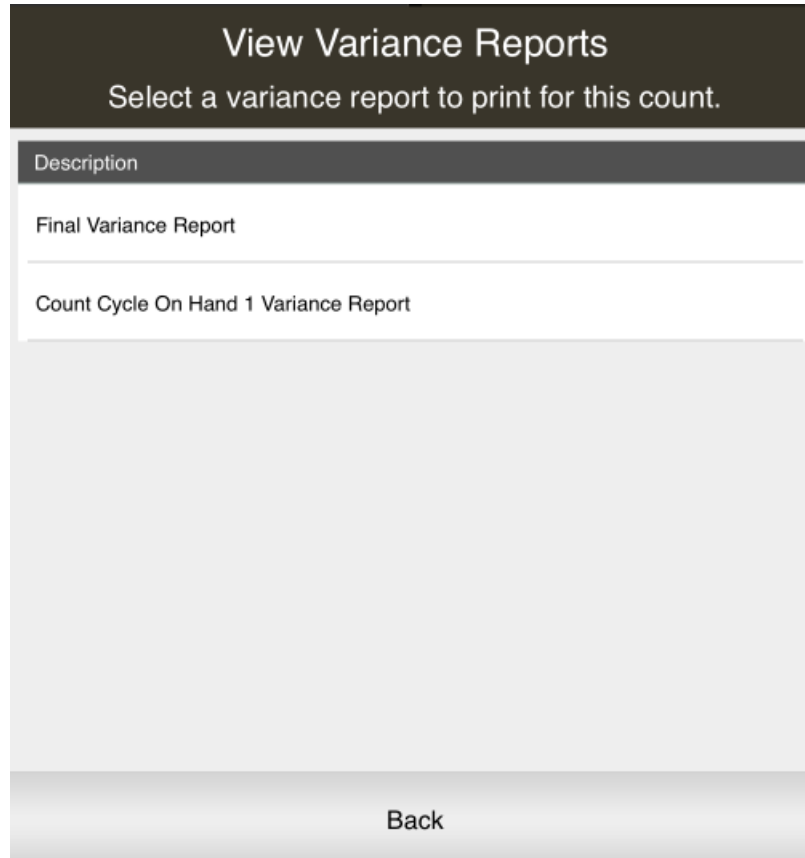 View Variance Reports
Select a variance report to print for this count.
Description
Final Variance Report
Count Cycle On Hand 1 Variance Report
Back